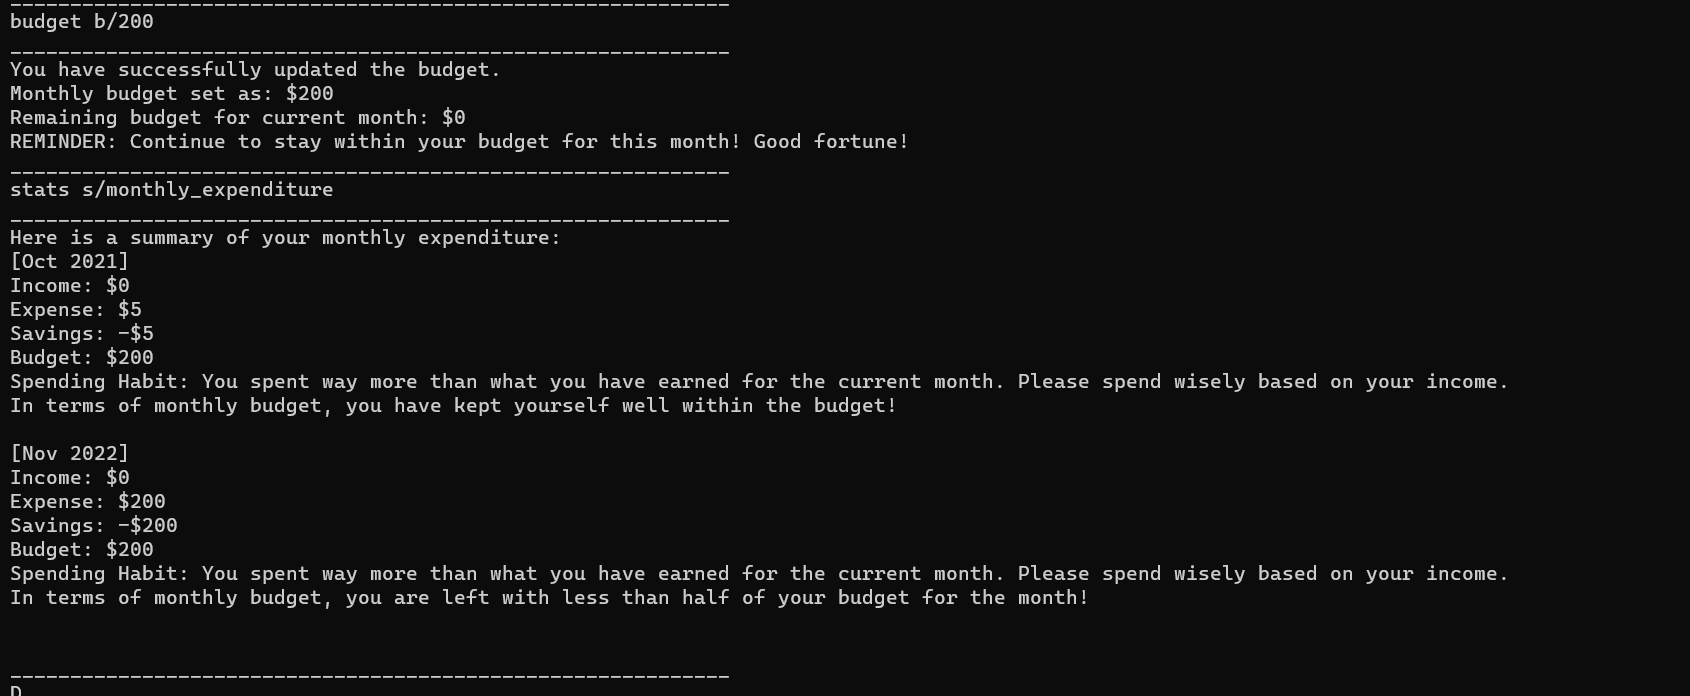 ____________________________________________________________
budget b/200
____________________________________________________________
You have successfully updated the budget.
Monthly budget set as: $200
Remaining budget for current month: $0
REMINDER: Continue to stay within your budget for this month! Good fortune!
____________________________________________________________
stats s/monthly_expenditure
____________________________________________________________
Here is a summary of your monthly expenditure:
[Oct 2021]
Income: $0
Expense: $5
Savings: -$5
Budget: $200
Spending Habit: You spent way more than what you have earned for the current month. Please spend wisely based on your income.
In terms of monthly budget, you have kept yourself well within the budget!
[Nov 2022]
Income: $0
Expense: $200
Savings: -$200
Budget: $200
Spending Habit: You spent way more than what you have earned for the current month. Please spend wisely based on your income.
In terms of monthly budget, you are left with less than half of your budget for the month!
____________________________________________________________